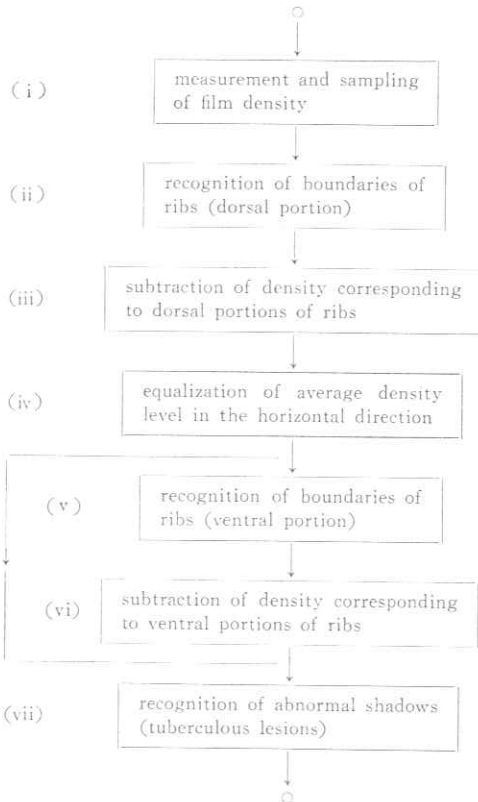 (i)
measurement and sampling
of film density
(ii)
recognition of boundaries of
ribs (dorsal portion)
(iii)
subtraction of density corresponding
to dorsal portions of ribs
(iv)
equalization of average density
level in the horizontal direction
(v)
recognition of boundaries of
ribs (ventral portion)
(vi)
subtraction of density corresponding
to ventral portions of ribs
(vii)
recognition of abnormal shadows
(tuberculous lesions)